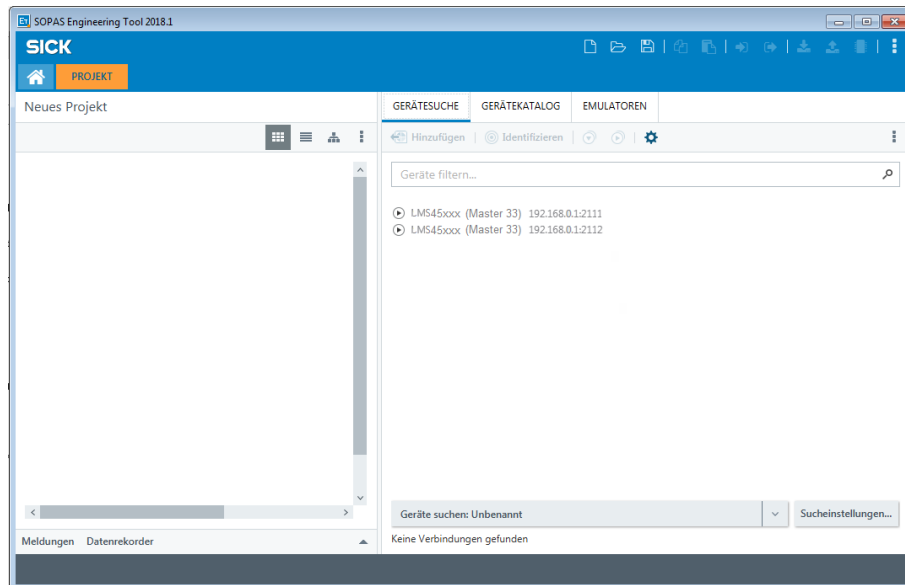 SOPAS Engineering Tool 2018.1
SICK
PROJEKT
Neues Projekt
GERÄTESUCHE GERÄTEKATALOG EMULATOREN
Hinzufügen Identifizieren
Geräte filtern...
LMS45xxx (Master 33) 192.168.0.1:2111
LMS45xxx (Master 33) 192.168.0.1:2112
Geräte suchen: Unbenannt
Sucheinstellungen...
Meldungen Datenrekorder
Keine Verbindungen gefunden